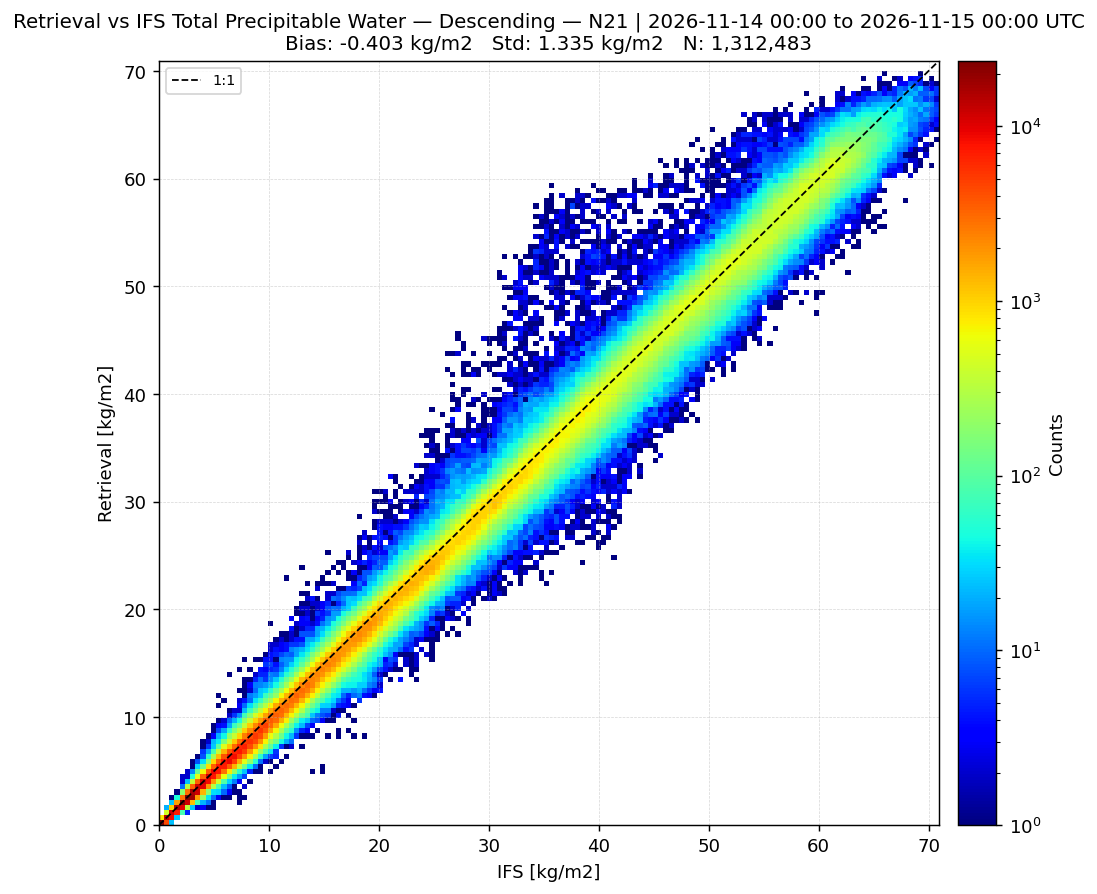 Retrieval vs IFS Total Precipitable Water — Descending — N21 | 2026-11-14 00:00 to 2026-11-15 00:00 UTC
Bias: -0.403 kg/m2   Std: 1.335 kg/m2   N: 1,312,483
1:1
70
60
50
40
30
20
10
0
Retrieval [kg/m2]
0 10 20 30 40 50 60 70
IFS [kg/m2]
10^4
10^3
10^2
10^1
10^0
Counts